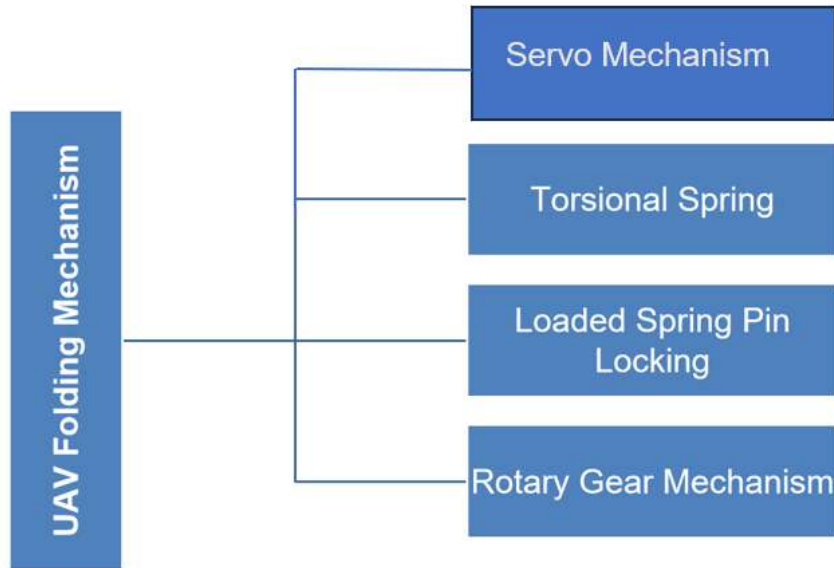 UAV Folding Mechanism
Servo Mechanism
Torsional Spring
Loaded Spring Pin
Locking
Rotary Gear Mechanism